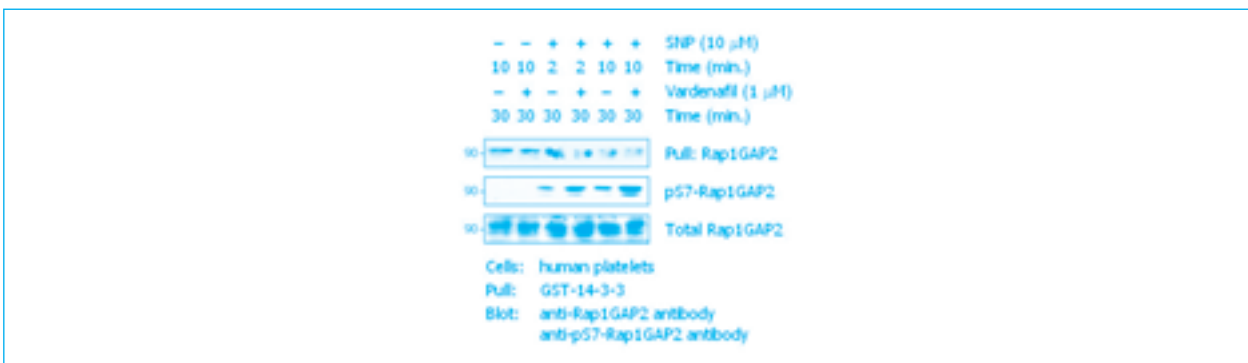 – – + + + + SNP (10 µM)
10 10 2 2 10 10 Time (min.)
– + – + – + Vardenafil (1 µM)
30 30 30 30 30 30 Time (min.)
90- Pull: Rap1GAP2
90- pS7-Rap1GAP2
90- Total Rap1GAP2
Cells: human platelets
Pull: GST-14-3-3
Blot: anti-Rap1GAP2 antibody
anti-pS7-Rap1GAP2 antibody